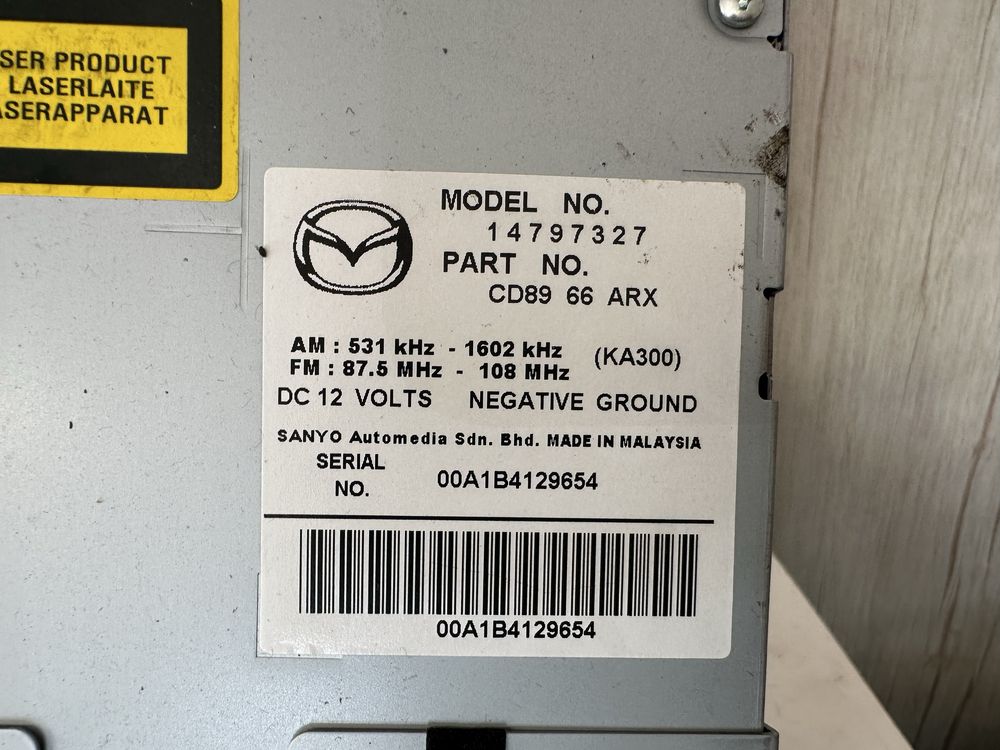 SER PRODUCT
LASERLAITE
ASERAPPARAT
MODEL NO.
14797327
PART NO.
CD89 66 ARX
AM : 531 kHz - 1602 kHz (KA300)
FM : 87.5 MHz - 108 MHz
DC 12 VOLTS NEGATIVE GROUND
SANYO Automedia Sdn. Bhd. MADE IN MALAYSIA
SERIAL NO. 00A1B4129654
00A1B4129654